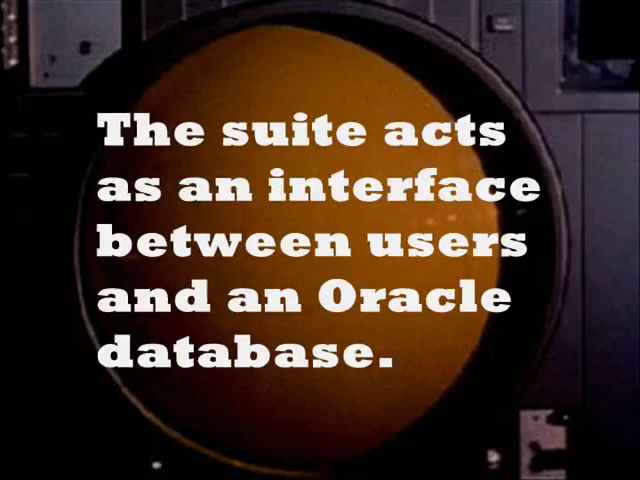 The suite acts
as an interface
between users
and an Oracle
database.